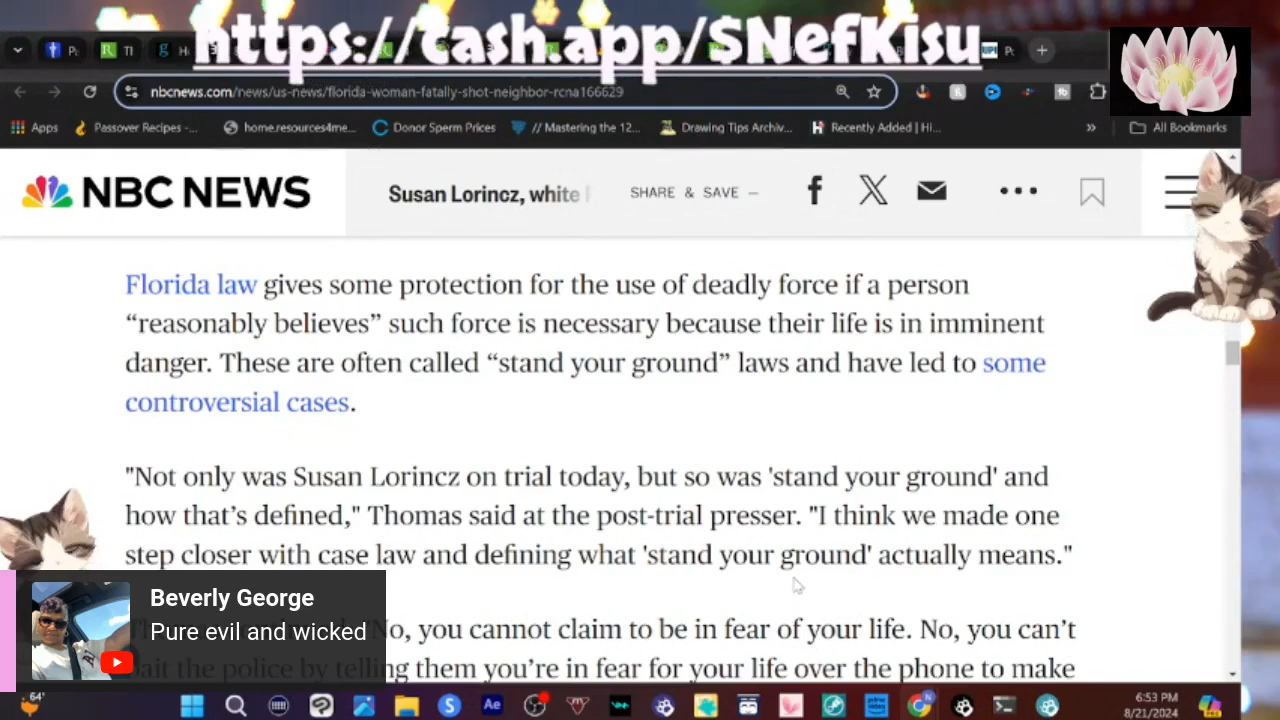 https://cash.app/$NefKisu
nbcnews.com/news/us-news/florida-woman-fatally-shot-neighbor-rcna166629
Apps
Passover Recipes -...
home.resources4me...
Donor Sperm Prices
// Mastering the 12...
Drawing Tips Archiv...
Recently Added | Hi...
» All Bookmarks
NBC NEWS
Susan Lorincz, white
SHARE & SAVE —
Florida law gives some protection for the use of deadly force if a person
“reasonably believes” such force is necessary because their life is in imminent
danger. These are often called “stand your ground” laws and have led to some
controversial cases.
"Not only was Susan Lorincz on trial today, but so was 'stand your ground' and
how that’s defined," Thomas said at the post-trial presser. "I think we made one
step closer with case law and defining what 'stand your ground' actually means."
Beverly George
Pure evil and wicked
No, you cannot claim to be in fear of your life. No, you can’t
bait the police by telling them you’re in fear for your life over the phone to make
64°
6:53 PM
8/21/2024